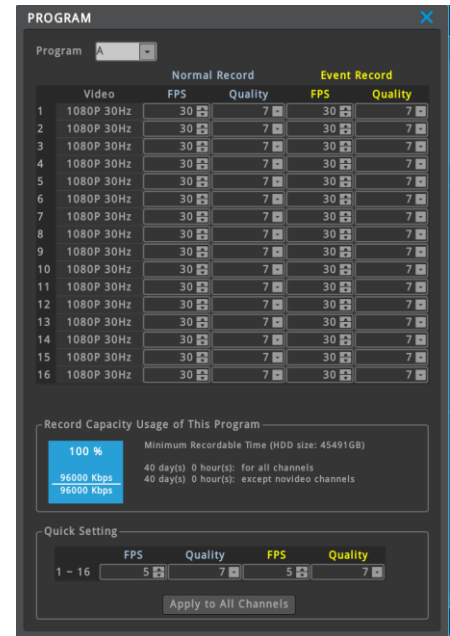 PROGRAM
Program A
Normal Record Event Record
Video FPS Quality FPS Quality
1 1080P 30Hz 30 7 30 7
2 1080P 30Hz 30 7 30 7
3 1080P 30Hz 30 7 30 7
4 1080P 30Hz 30 7 30 7
5 1080P 30Hz 30 7 30 7
6 1080P 30Hz 30 7 30 7
7 1080P 30Hz 30 7 30 7
8 1080P 30Hz 30 7 30 7
9 1080P 30Hz 30 7 30 7
10 1080P 30Hz 30 7 30 7
11 1080P 30Hz 30 7 30 7
12 1080P 30Hz 30 7 30 7
13 1080P 30Hz 30 7 30 7
14 1080P 30Hz 30 7 30 7
15 1080P 30Hz 30 7 30 7
16 1080P 30Hz 30 7 30 7
Record Capacity Usage of This Program
100 %
96000 Kbps
96000 Kbps
Minimum Recordable Time (HDD size: 45491GB)
40 day(s) 0 hour(s): for all channels
40 day(s) 0 hour(s): except novideo channels
Quick Setting
FPS Quality FPS Quality
1 ~ 16 5 7 5 7
Apply to All Channels